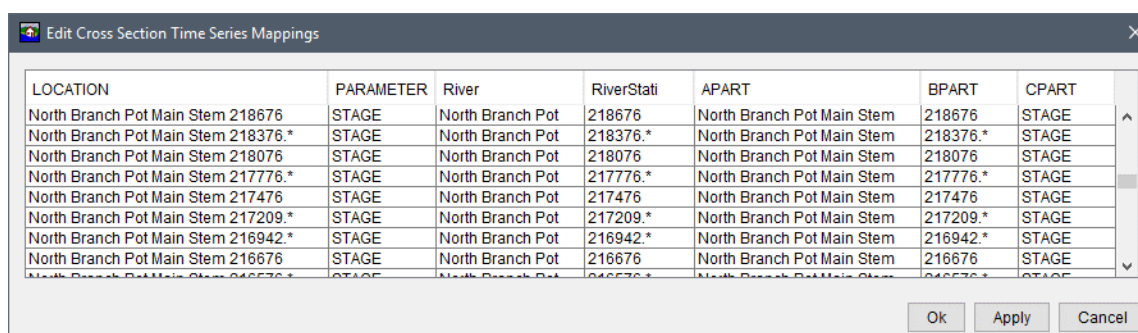 Edit Cross Section Time Series Mappings
LOCATION PARAMETER River RiverStati APART BPART CPART
North Branch Pot Main Stem 218676 STAGE North Branch Pot 218676 North Branch Pot Main Stem 218676 STAGE
North Branch Pot Main Stem 218376.* STAGE North Branch Pot 218376.* North Branch Pot Main Stem 218376.* STAGE
North Branch Pot Main Stem 218076 STAGE North Branch Pot 218076 North Branch Pot Main Stem 218076 STAGE
North Branch Pot Main Stem 217776.* STAGE North Branch Pot 217776.* North Branch Pot Main Stem 217776.* STAGE
North Branch Pot Main Stem 217476 STAGE North Branch Pot 217476 North Branch Pot Main Stem 217476 STAGE
North Branch Pot Main Stem 217209.* STAGE North Branch Pot 217209.* North Branch Pot Main Stem 217209.* STAGE
North Branch Pot Main Stem 216942.* STAGE North Branch Pot 216942.* North Branch Pot Main Stem 216942.* STAGE
North Branch Pot Main Stem 216676 STAGE North Branch Pot 216676 North Branch Pot Main Stem 216676 STAGE
Ok Apply Cancel